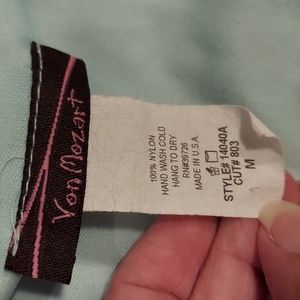 Von Mozart
100% NYLON
HAND WASH COLD
HANG TO DRY
RN#39726
MADE IN U.S.A.
STYLE# 14040A
CUT# 803
M